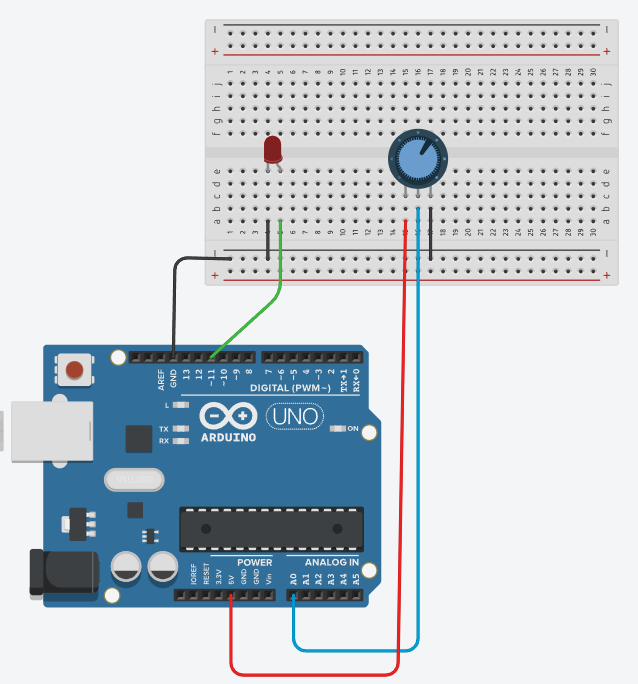 − −
+ +
1 2 3 4 5 6 7 8 9 10 11 12 13 14 15 16 17 18 19 20 21 22 23 24 25 26 27 28 29 30
j j
i i
h h
g g
f f
e e
d d
c c
b b
a a
1 2 3 4 5 6 7 8 9 10 11 12 13 14 15 16 17 18 19 20 21 22 23 24 25 26 27 28 29 30
− −
+ +
AREF GND 13 12 ~11 ~10 ~9 8 7 ~6 ~5 4 ~3 2 TX→1 RX←0
DIGITAL (PWM~)
L
TX
RX
UNO
ARDUINO
ON
POWER ANALOG IN
IOREF RESET 3.3V 5V GND GND Vin A0 A1 A2 A3 A4 A5